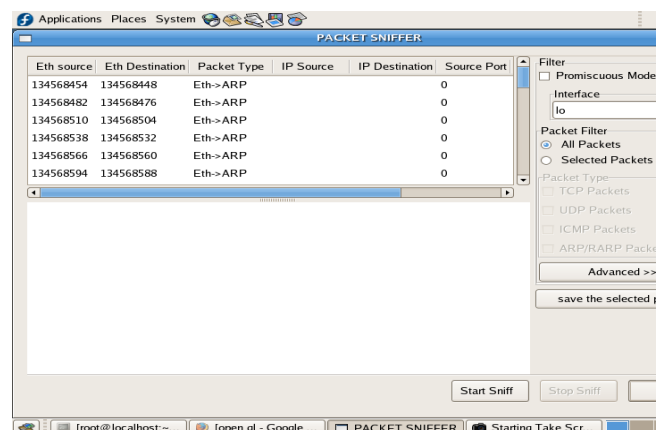 Applications Places System
PACKET SNIFFER
Eth source Eth Destination Packet Type IP Source IP Destination Source Port
134568454 134568448 Eth->ARP 0
134568482 134568476 Eth->ARP 0
134568510 134568504 Eth->ARP 0
134568538 134568532 Eth->ARP 0
134568566 134568560 Eth->ARP 0
134568594 134568588 Eth->ARP 0
Filter
Promiscuous Mode
Interface
lo
Packet Filter
All Packets
Selected Packets
Packet Type
TCP Packets
UDP Packets
ICMP Packets
ARP/RARP Packe
Advanced >>
save the selected p
Start Sniff
Stop Sniff
[root@localhost:~
[open gl - Google
PACKET SNIFFER
Starting Take Scr